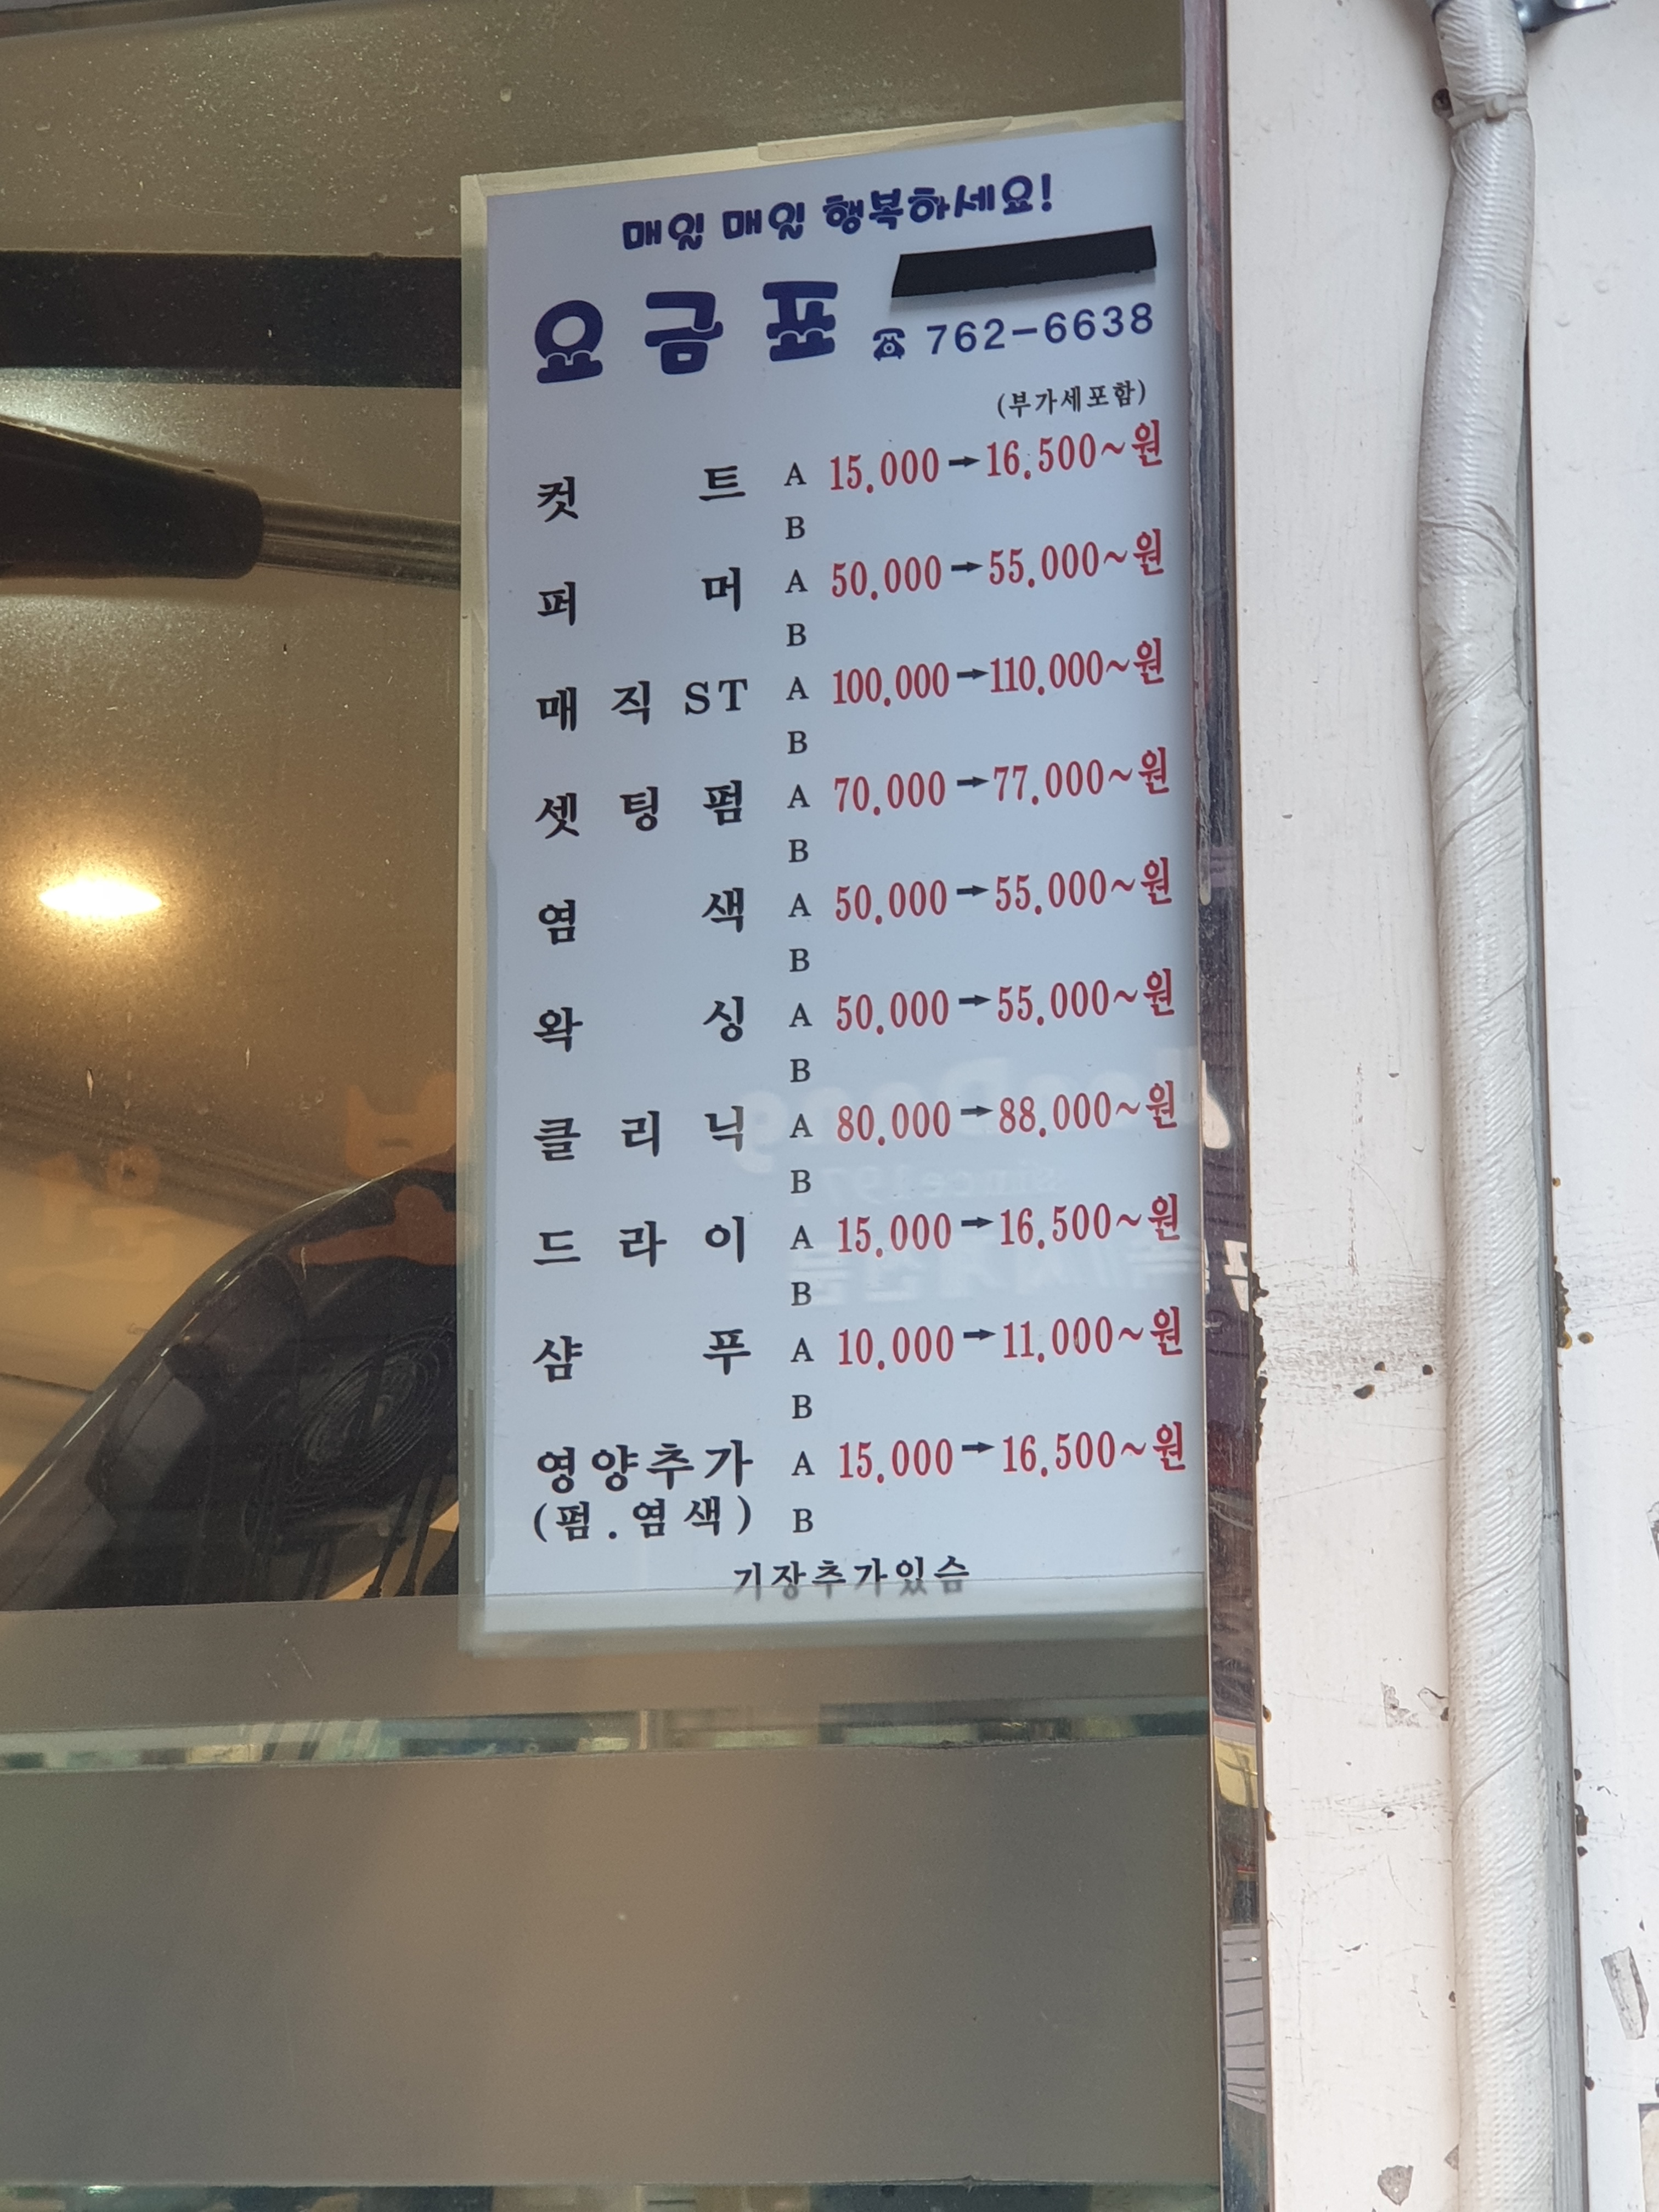 매일 매일 행복하세요!
요금표
☎ 762-6638
(부가세포함)
컷 트 A 15.000→16.500~원
B
퍼 머 A 50.000→55.000~원
B
매직ST A 100.000→110.000~원
B
셋팅펌 A 70.000→77.000~원
B
염 색 A 50.000→55.000~원
B
왁 싱 A 50.000→55.000~원
B
클리닉 A 80.000→88.000~원
B
드라이 A 15.000→16.500~원
B
샴 푸 A 10.000→11.000~원
B
영양추가 A 15.000→16.500~원
(펌.염색) B
기장추가있슴